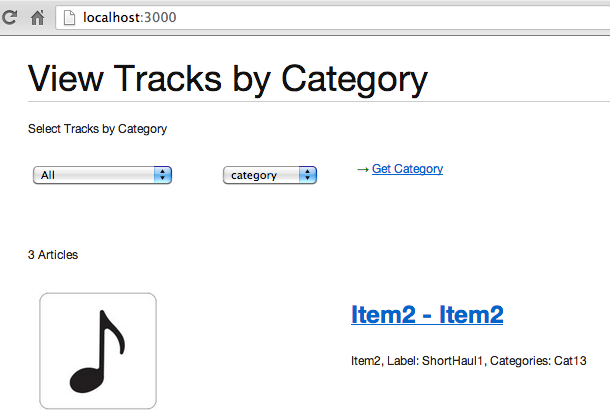 localhost:3000
View Tracks by Category
Select Tracks by Category
All category → Get Category
3 Articles
Item2 - Item2
Item2, Label: ShortHaul1, Categories: Cat13